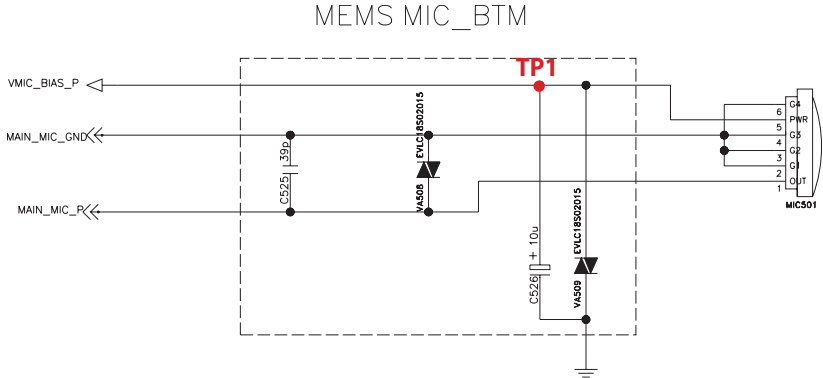 MEMS MIC_BTM
TP1
VMIC_BIAS_P
MAIN_MIC_GND
MAIN_MIC_P
39p
C525
EVLC18S02015
VA508
+ 10u
C526
EVLC18S02015
VA509
G4
6
PWR
5
G3
4
G2
3
G1
2
OUT
1
MIC501